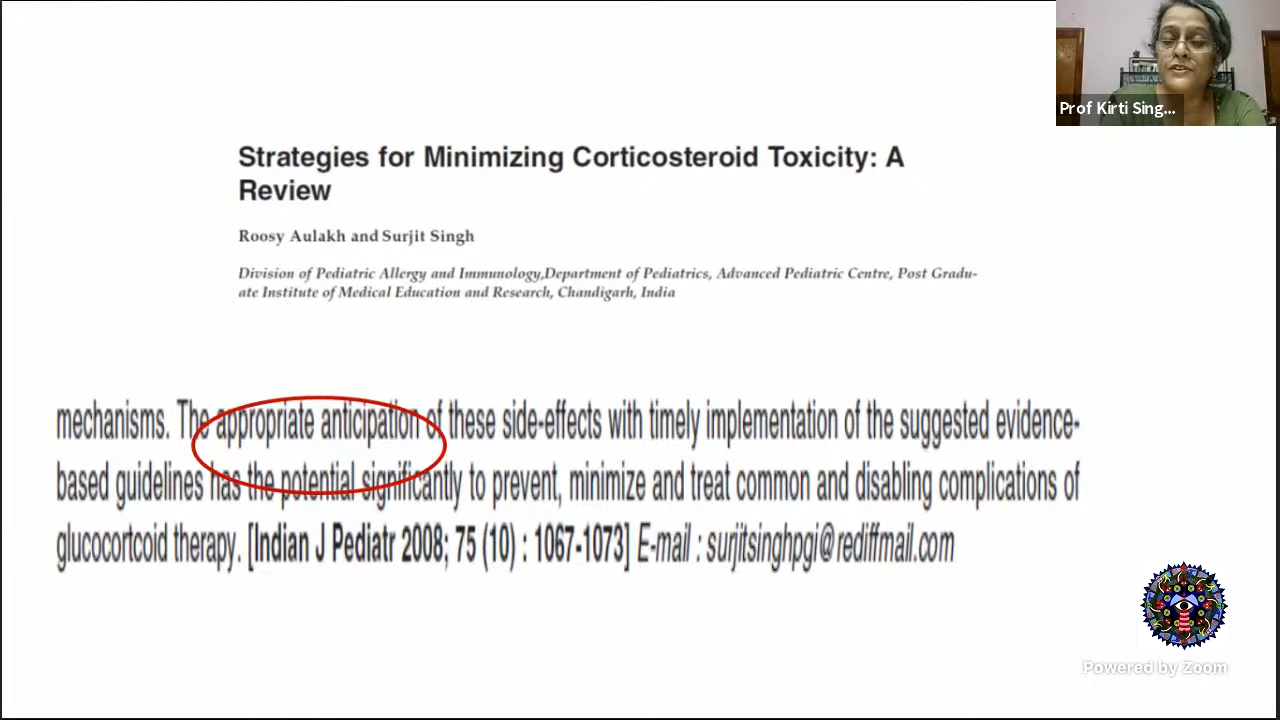 Prof Kirti Sing...
Strategies for Minimizing Corticosteroid Toxicity: A
Review
Roosy Aulakh and Surjit Singh
Division of Pediatric Allergy and Immunology,Department of Pediatrics, Advanced Pediatric Centre, Post Gradu-
ate Institute of Medical Education and Research, Chandigarh, India
mechanisms. The appropriate anticipation of these side-effects with timely implementation of the suggested evidence-
based guidelines has the potential significantly to prevent, minimize and treat common and disabling complications of
glucocortcoid therapy. [Indian J Pediatr 2008; 75 (10) : 1067-1073] E-mail : surjitsinghpgi@rediffmail.com
Powered by Zoom